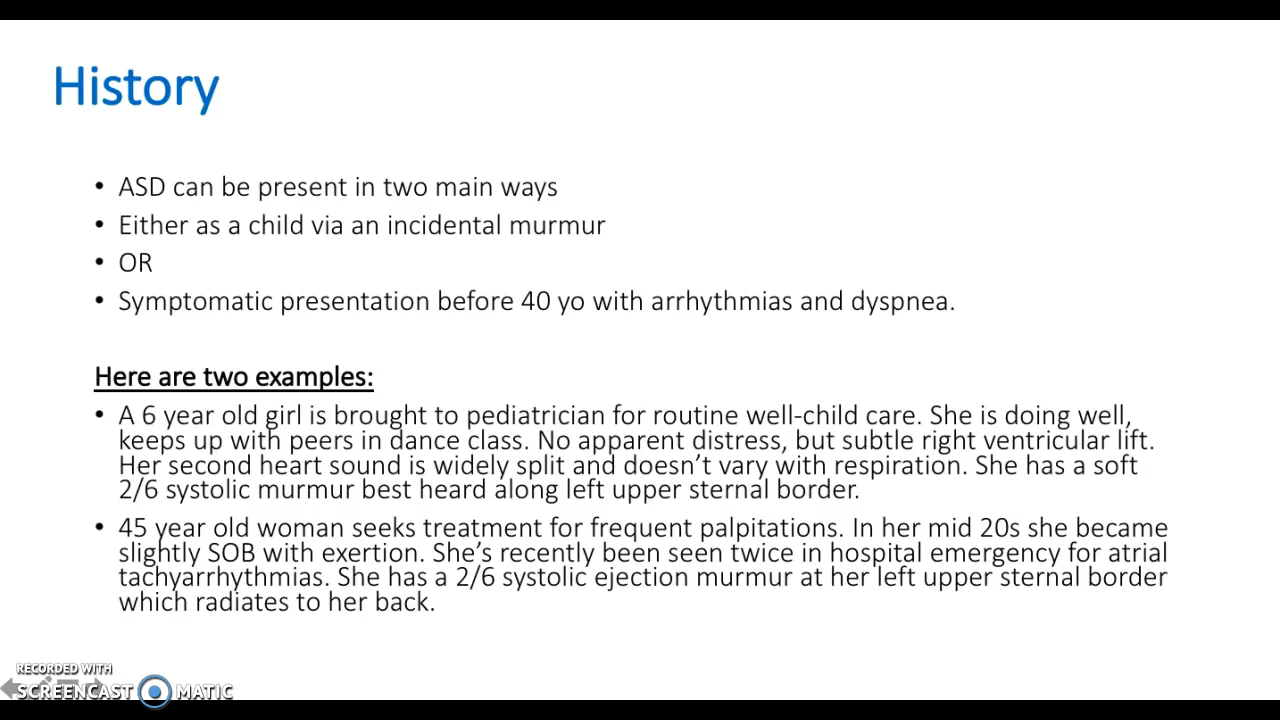 History
• ASD can be present in two main ways
• Either as a child via an incidental murmur
• OR
• Symptomatic presentation before 40 yo with arrhythmias and dyspnea.
Here are two examples:
• A 6 year old girl is brought to pediatrician for routine well-child care. She is doing well,
keeps up with peers in dance class. No apparent distress, but subtle right ventricular lift.
Her second heart sound is widely split and doesn’t vary with respiration. She has a soft
2/6 systolic murmur best heard along left upper sternal border.
• 45 year old woman seeks treatment for frequent palpitations. In her mid 20s she became
slightly SOB with exertion. She’s recently been seen twice in hospital emergency for atrial
tachyarrhythmias. She has a 2/6 systolic ejection murmur at her left upper sternal border
which radiates to her back.
RECORDED WITH
SCREENCAST MATIC